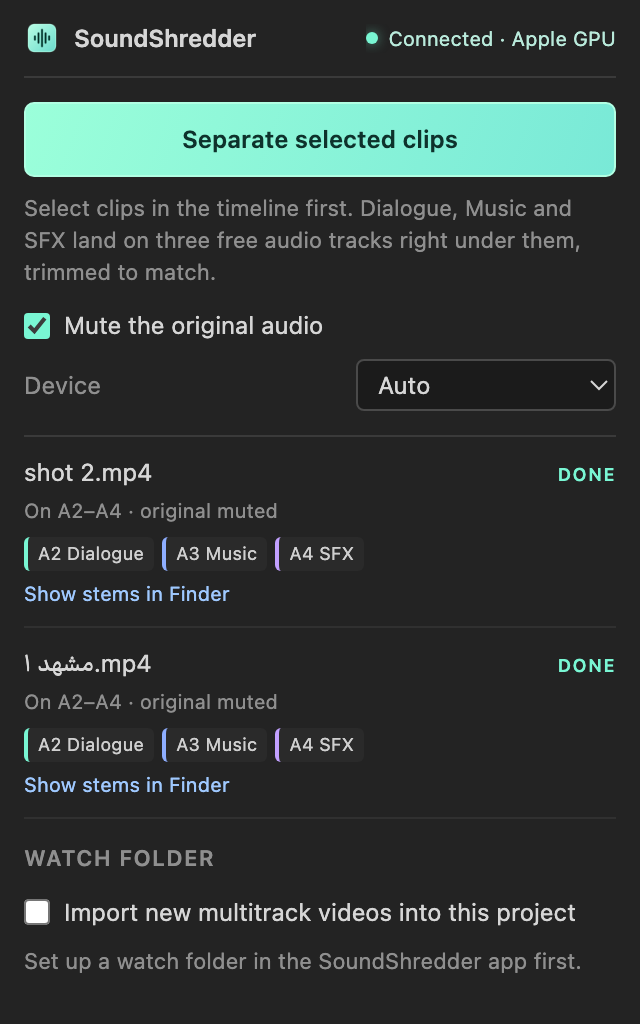 SoundShredder
Connected · Apple GPU
Separate selected clips
Select clips in the timeline first. Dialogue, Music and
SFX land on three free audio tracks right under them,
trimmed to match.
Mute the original audio
Device
Auto
shot 2.mp4
DONE
On A2–A4 · original muted
A2 Dialogue
A3 Music
A4 SFX
Show stems in Finder
مشهد ١.mp4
DONE
On A2–A4 · original muted
A2 Dialogue
A3 Music
A4 SFX
Show stems in Finder
WATCH FOLDER
Import new multitrack videos into this project
Set up a watch folder in the SoundShredder app first.